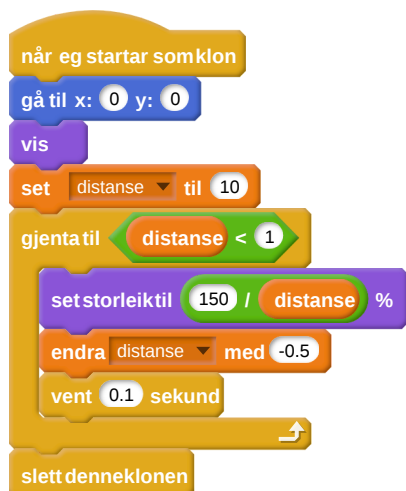 når eg startar som klon
gå til x: 0 y: 0
vis
set distanse til 10
gjenta til distanse < 1
set storleik til 150 / distanse %
endra distanse med -0.5
vent 0.1 sekund
slett denne klonen